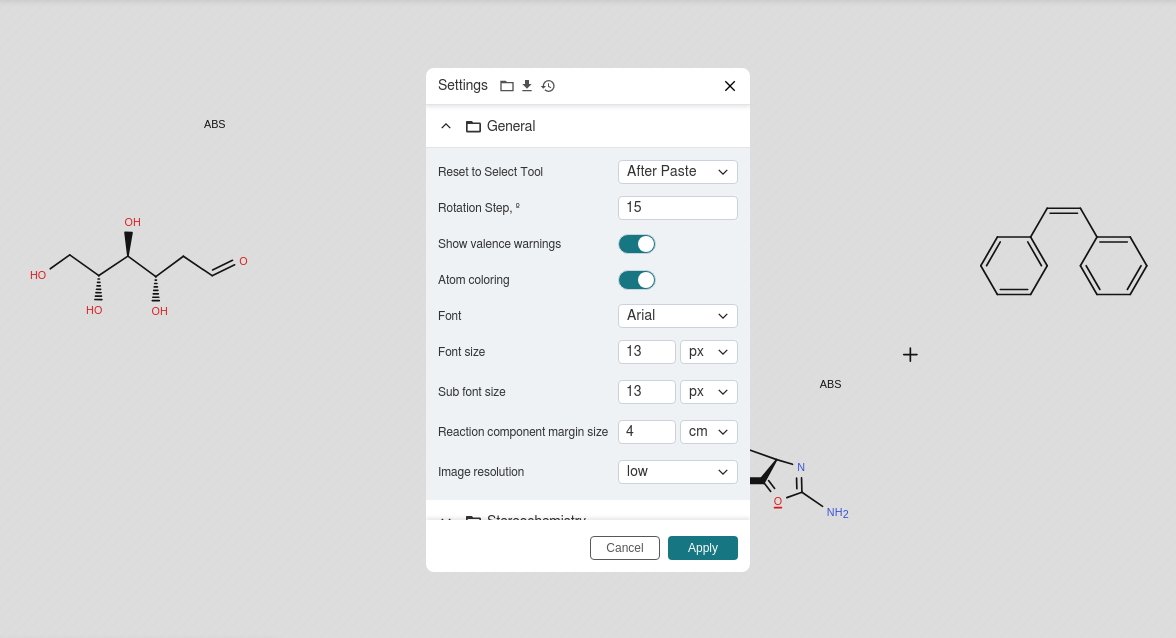 Settings
General
Reset to Select Tool After Paste
Rotation Step, º 15
Show valence warnings
Atom coloring
Font Arial
Font size 13 px
Sub font size 13 px
Reaction component margin size 4 cm
Image resolution low
Stereochemistry
Cancel Apply
ABS
OH
HO
O
HO
OH
ABS
N
O
NH2